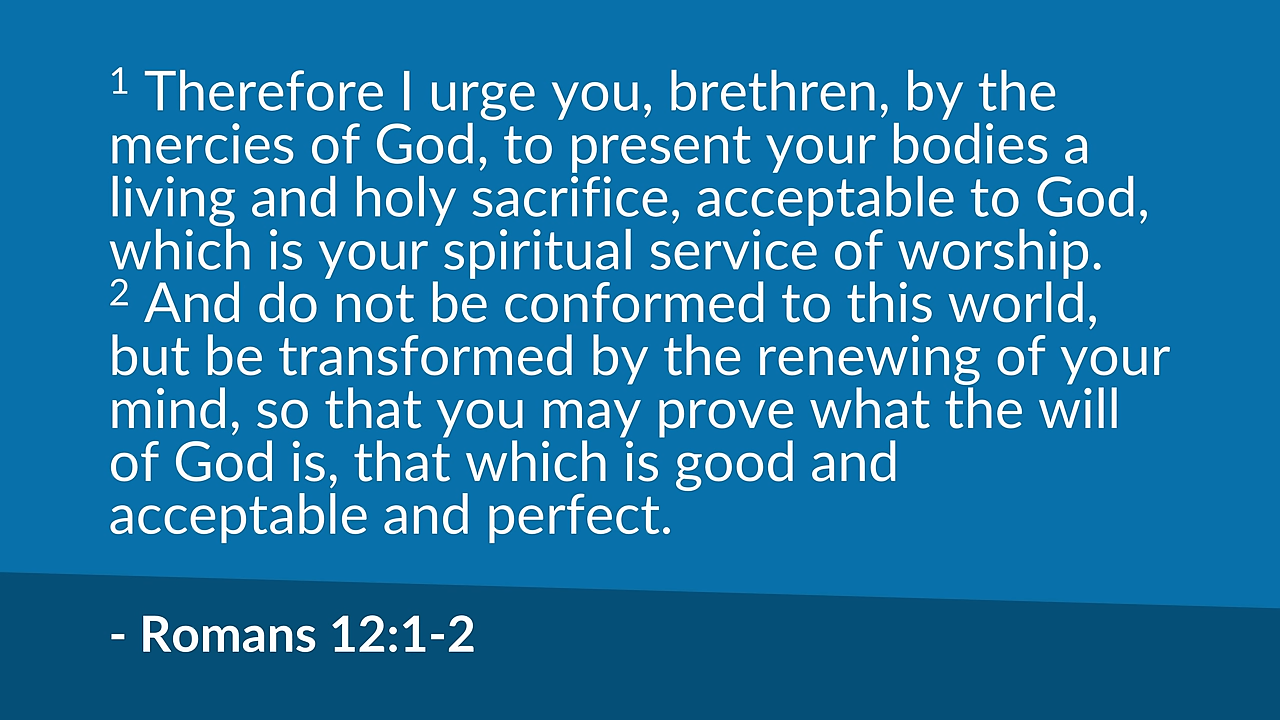 1 Therefore I urge you, brethren, by the
mercies of God, to present your bodies a
living and holy sacrifice, acceptable to God,
which is your spiritual service of worship.
2 And do not be conformed to this world,
but be transformed by the renewing of your
mind, so that you may prove what the will
of God is, that which is good and
acceptable and perfect.
- Romans 12:1-2